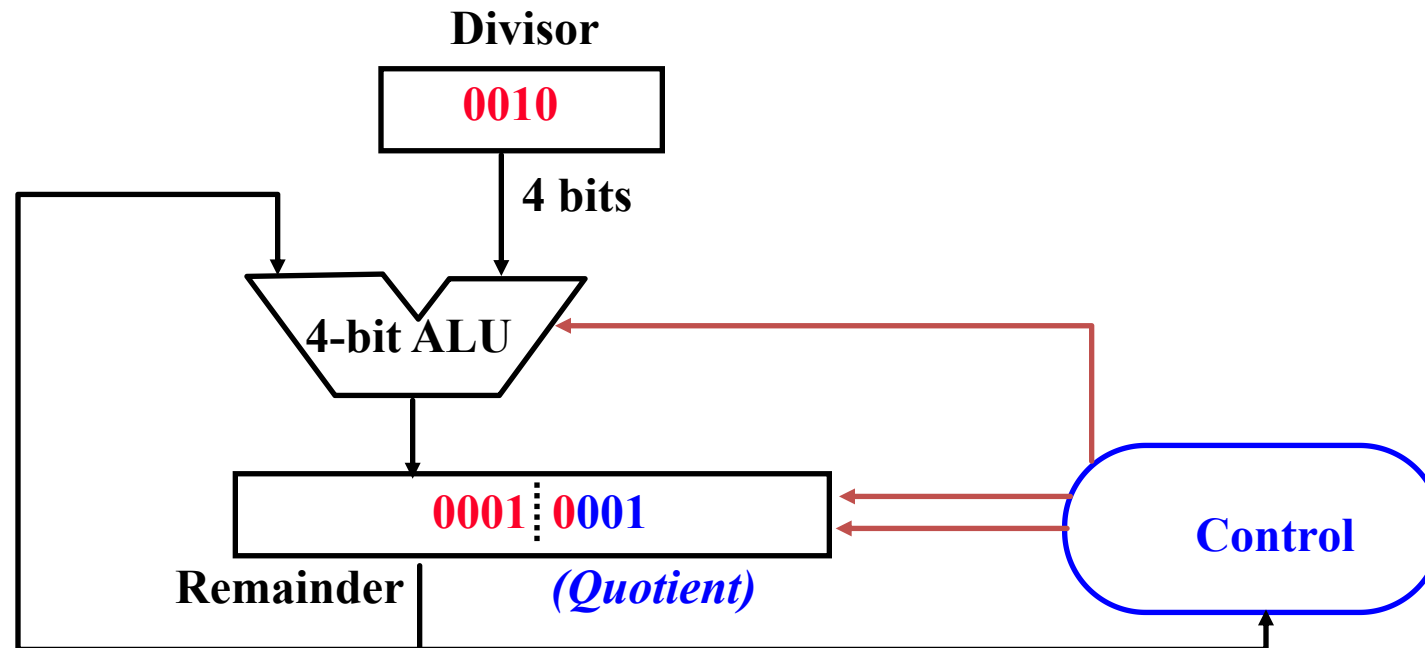 Divisor
0010
4 bits
4-bit ALU
0001 0001
Remainder (Quotient)
Control